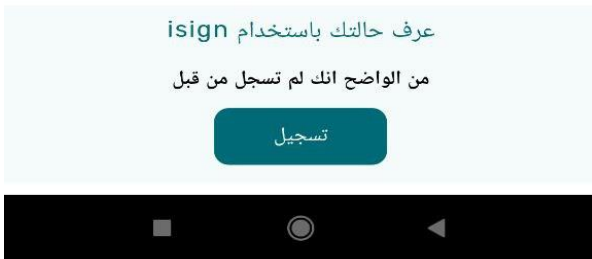 عرف حالتك باستخدام isign
من الواضح انك لم تسجل من قبل
تسجيل